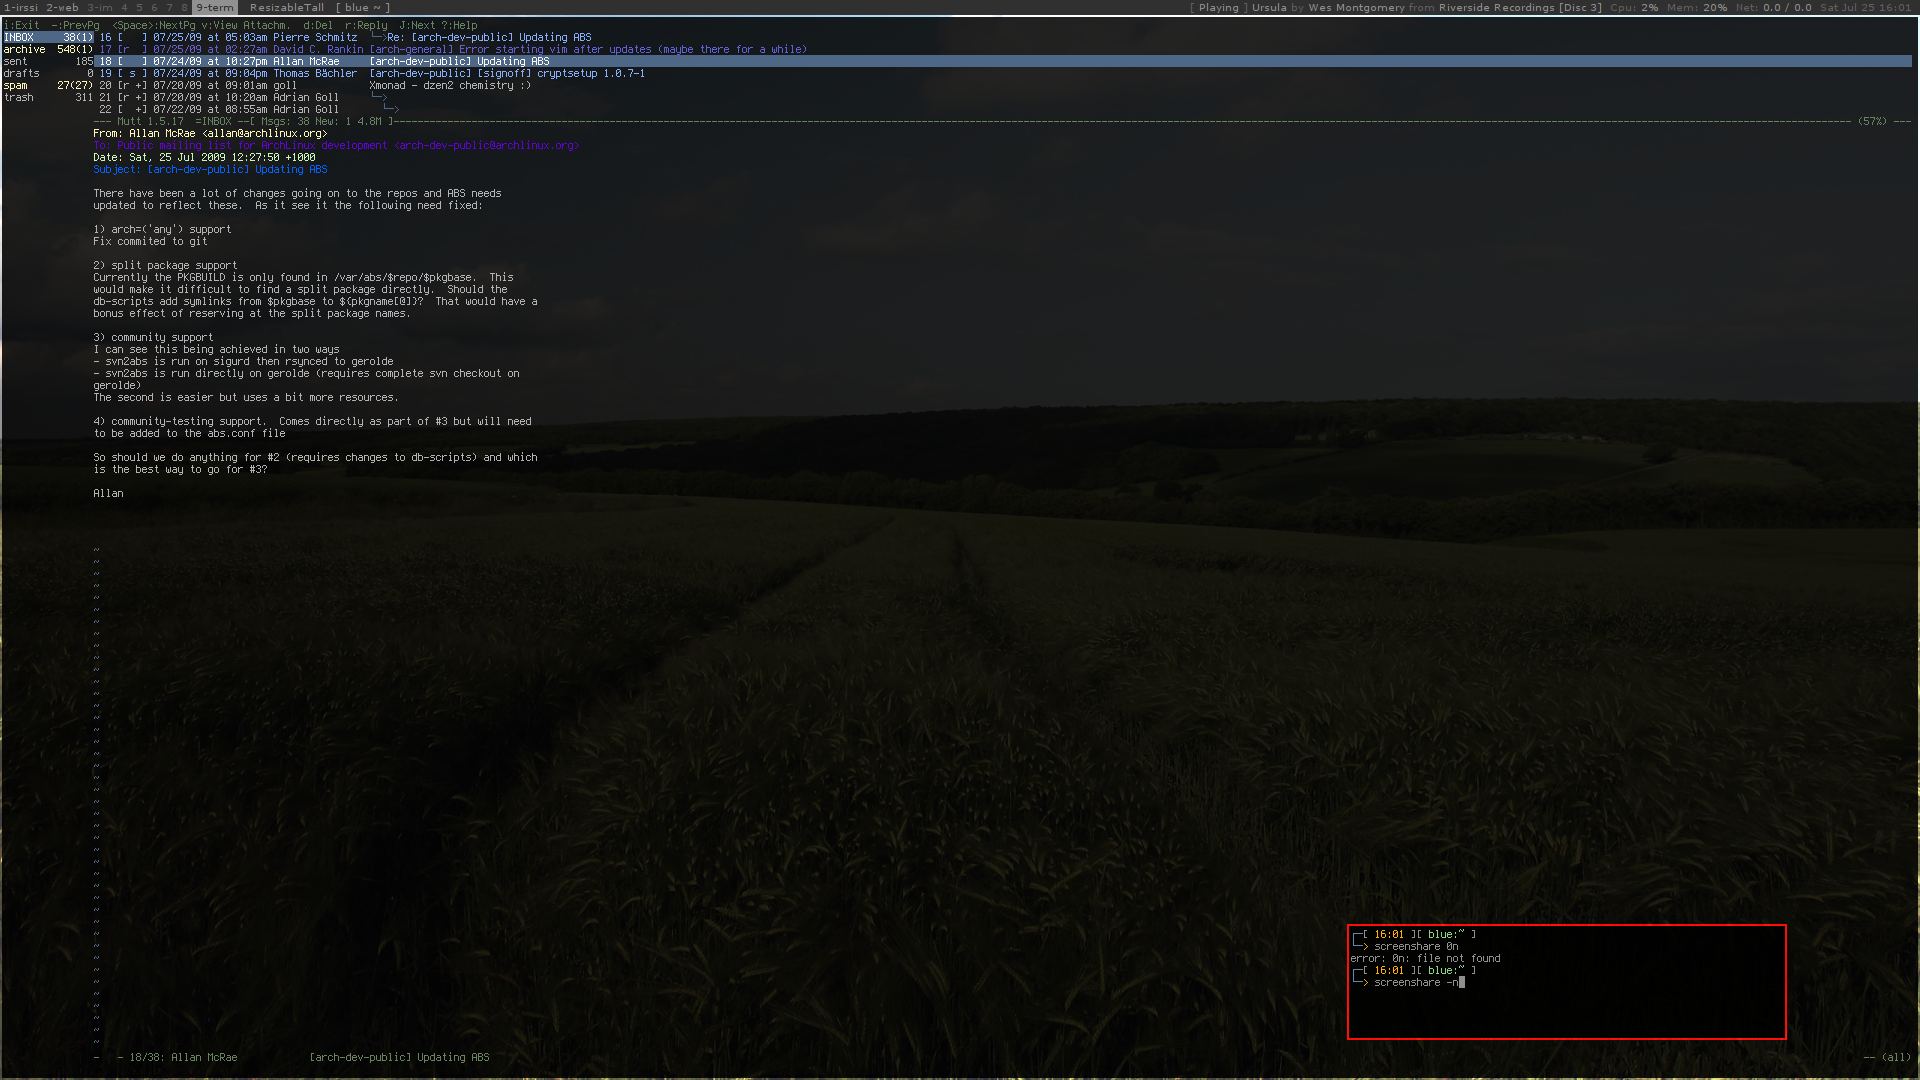 1-irssi 2-web 3-im 4 5 6 7 8 9-term ResizableTall [ blue ~ ] [ Playing ] Ursula by Wes Montgomery from Riverside Recordings [Disc 3] Cpu: 2% Mem: 20% Net: 0.0 / 0.0 Sat Jul 25 16:01
i:Exit -:PrevPg <Space>:NextPg v:View Attachm. d:Del r:Reply J:Next ?:Help
INBOX 38(1) 16 [ ] 07/25/09 at 05:03am Pierre Schmitz └─>Re: [arch-dev-public] Updating ABS
archive 548(1) 17 [r ] 07/25/09 at 02:27am David C. Rankin [arch-general] Error starting vim after updates (maybe there for a while)
sent 185 18 [ ] 07/24/09 at 10:27pm Allan McRae [arch-dev-public] Updating ABS
drafts 0 19 [ s ] 07/24/09 at 09:04pm Thomas Bächler [arch-dev-public] [signoff] cryptsetup 1.0.7-1
spam 27(27) 20 [r +] 07/20/09 at 09:01am goll Xmonad - dzen2 chemistry :)
trash 311 21 [r +] 07/20/09 at 10:20am Adrian Goll └─>
22 [ +] 07/22/09 at 08:55am Adrian Goll └─>
--- Mutt 1.5.17 =INBOX --[ Msgs: 38 New: 1 4.8M ]--- (57%) ---
From: Allan McRae <allan@archlinux.org>
To: Public mailing list for ArchLinux development <arch-dev-public@archlinux.org>
Date: Sat, 25 Jul 2009 12:27:50 +1000
Subject: [arch-dev-public] Updating ABS
There have been a lot of changes going on to the repos and ABS needs
updated to reflect these. As it see it the following need fixed:
1) arch=('any') support
Fix commited to git
2) split package support
Currently the PKGBUILD is only found in /var/abs/$repo/$pkgbase. This
would make it difficult to find a split package directly. Should the
db-scripts add symlinks from $pkgbase to ${pkgname[@]}? That would have a
bonus effect of reserving at the split package names.
3) community support
I can see this being achieved in two ways
- svn2abs is run on sigurd then rsynced to gerolde
- svn2abs is run directly on gerolde (requires complete svn checkout on
gerolde)
The second is easier but uses a bit more resources.
4) community-testing support. Comes directly as part of #3 but will need
to be added to the abs.conf file
So should we do anything for #2 (requires changes to db-scripts) and which
is the best way to go for #3?
Allan
┌─[ 16:01 ][ blue:~ ]
└─> screenshare 0n
error: 0n: file not found
┌─[ 16:01 ][ blue:~ ]
└─> screenshare -n
- - 18/38: Allan McRae [arch-dev-public] Updating ABS -- (all)